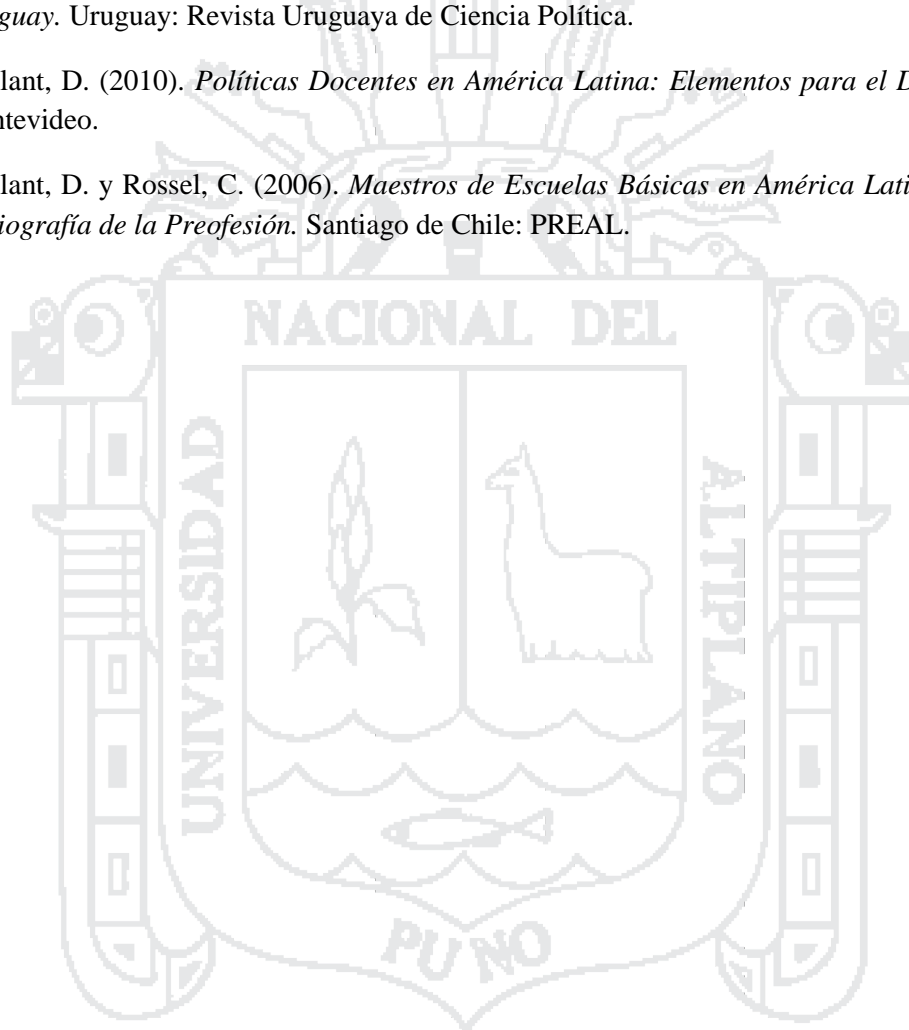 guay. Uruguay: Revista Uruguaya de Ciencia Política.
llant, D. (2010). Políticas Docentes en América Latina: Elementos para el D
ntevideo.
llant, D. y Rossel, C. (2006). Maestros de Escuelas Básicas en América Lati
iografía de la Preofesión. Santiago de Chile: PREAL.
NACIONAL DEL
UNIVERSIDAD
ALTIPLANO
PUNO